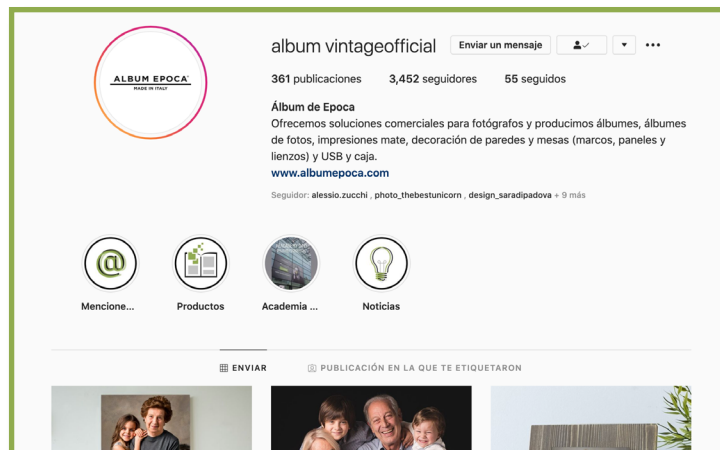 album vintageofficial Enviar un mensaje
361 publicaciones 3,452 seguidores 55 seguidos
ALBUM EPOCA
MADE IN ITALY
Álbum de Epoca
Ofrecemos soluciones comerciales para fotógrafos y producimos álbumes, álbumes
de fotos, impresiones mate, decoración de paredes y mesas (marcos, paneles y
lienzos) y USB y caja.
www.albumepoca.com
Seguidor: alessio.zucchi , photo_thebestunicorn , design_saradipadova + 9 más
Mencione... Productos Academia ... Noticias
ENVIAR PUBLICACIÓN EN LA QUE TE ETIQUETARON